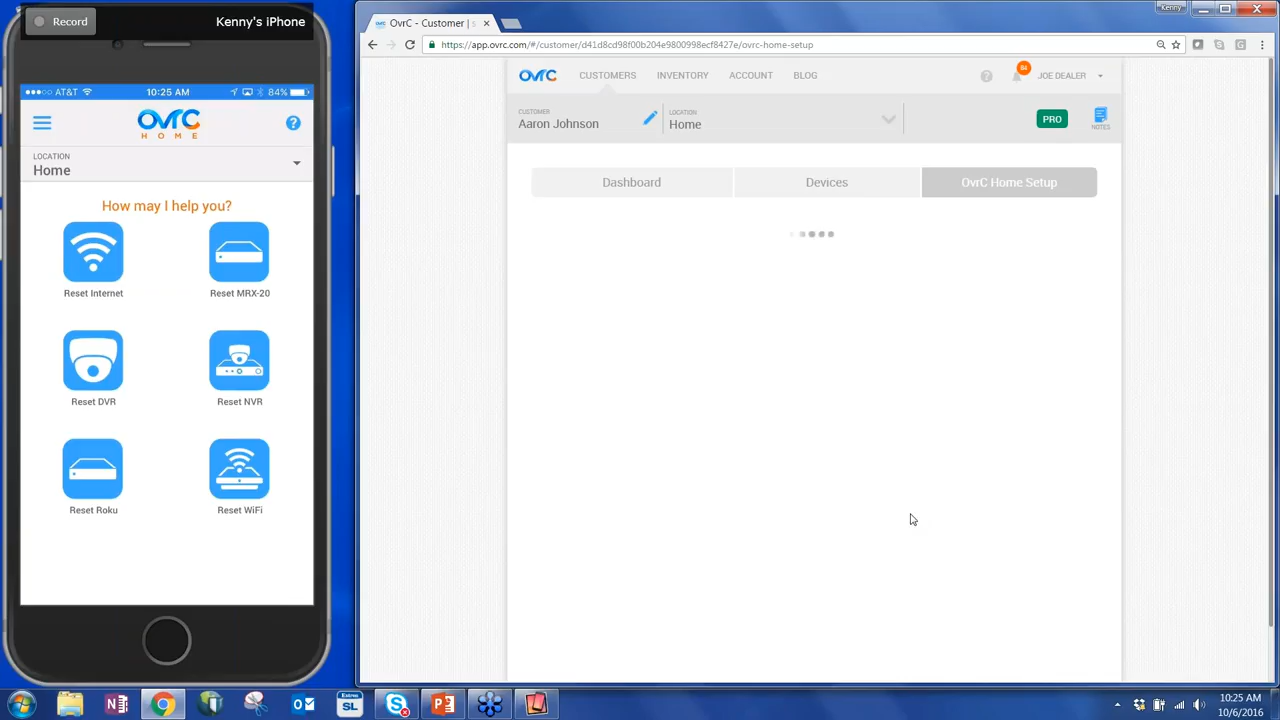 Record
Kenny's iPhone
AT&T
10:25 AM
84%
OvrC
HOME
?
LOCATION
Home
How may I help you?
Reset Internet
Reset MRX-20
Reset DVR
Reset NVR
Reset Roku
Reset WiFi
Kenny
OvrC - Customer | s
https://app.ovrc.com/#/customer/d41d8cd98f00b204e9800998ecf8427e/ovrc-home-setup
OvrC
CUSTOMERS
INVENTORY
ACCOUNT
BLOG
?
84
JOE DEALER
CUSTOMER
Aaron Johnson
LOCATION
Home
PRO
NOTES
Dashboard
Devices
OvrC Home Setup
Extron
SL
10:25 AM
10/6/2016